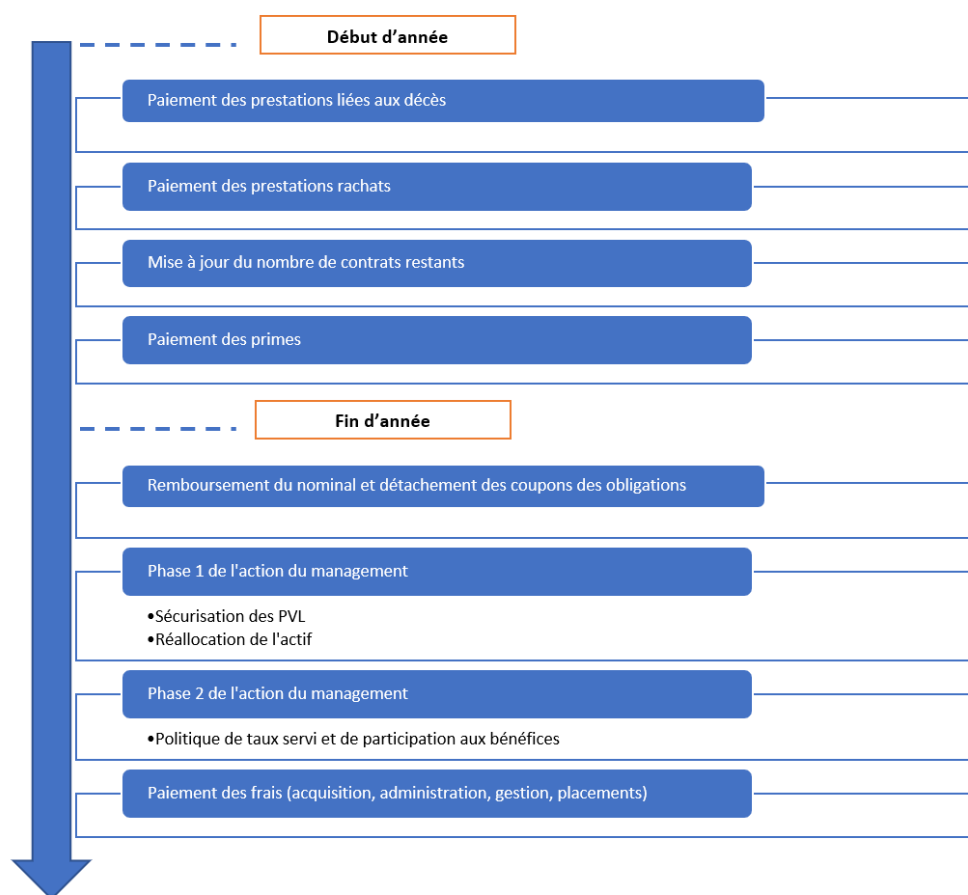 Début d’année
Paiement des prestations liées aux décès
Paiement des prestations rachats
Mise à jour du nombre de contrats restants
Paiement des primes
Fin d’année
Remboursement du nominal et détachement des coupons des obligations
Phase 1 de l'action du management
•Sécurisation des PVL
•Réallocation de l'actif
Phase 2 de l'action du management
•Politique de taux servi et de participation aux bénéfices
Paiement des frais (acquisition, administration, gestion, placements)